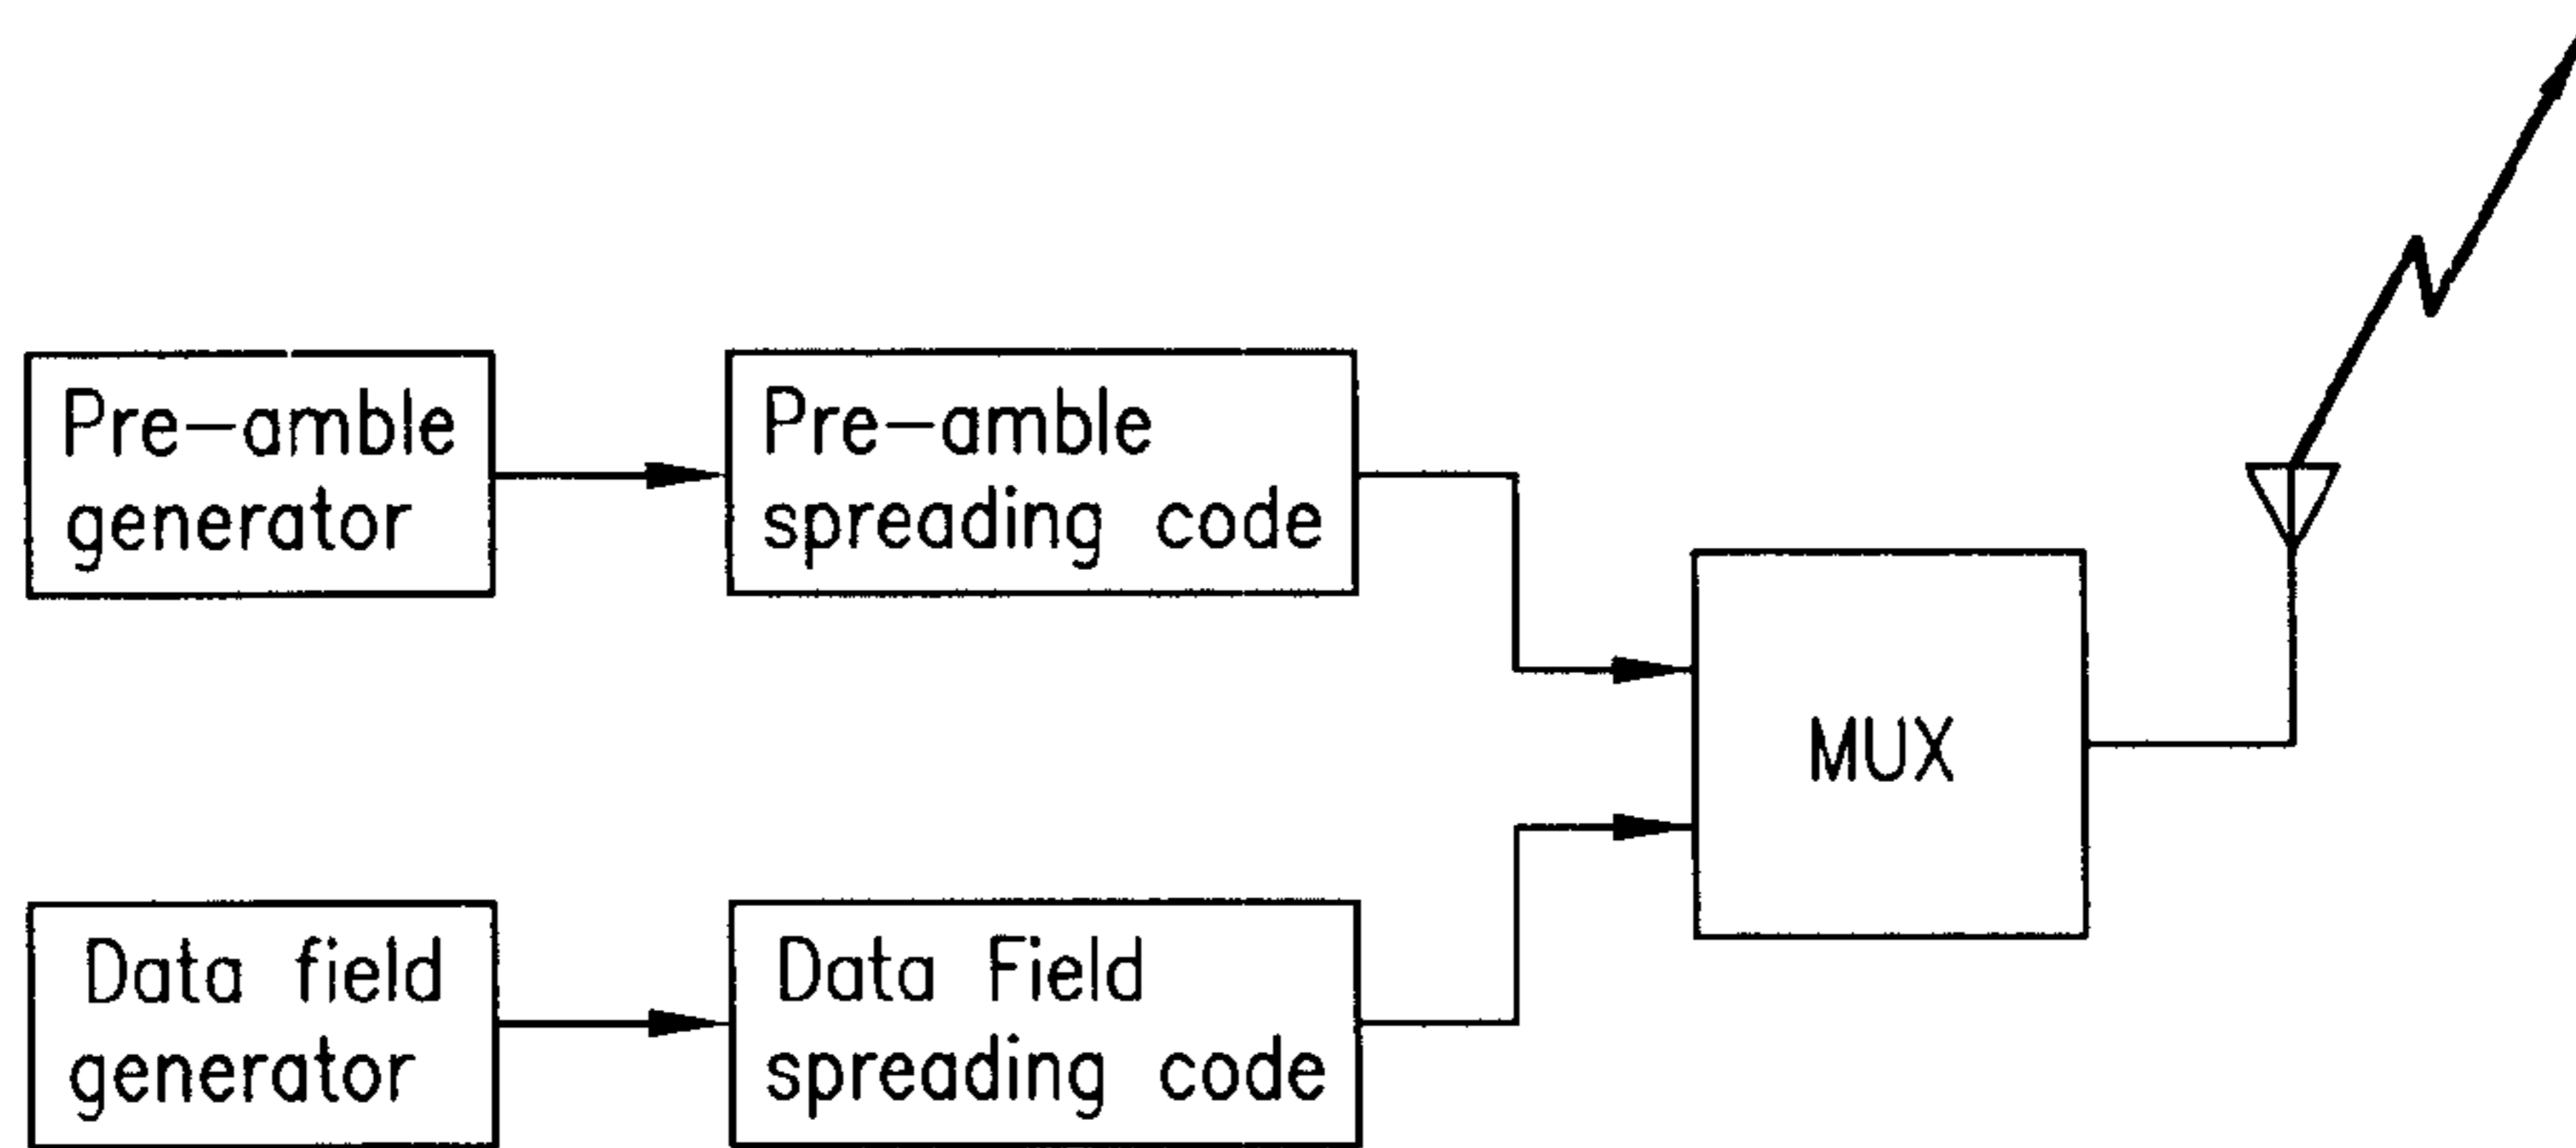 Pre-amble
generator
Pre-amble
spreading code
MUX
Data field
generator
Data Field
spreading code